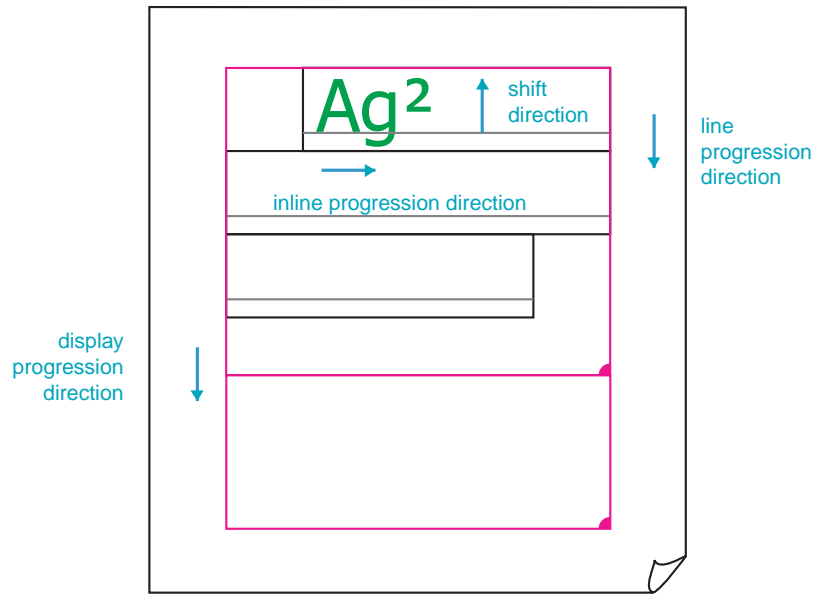 Ag²
shift
direction
line
progression
direction
inline progression direction
display
progression
direction